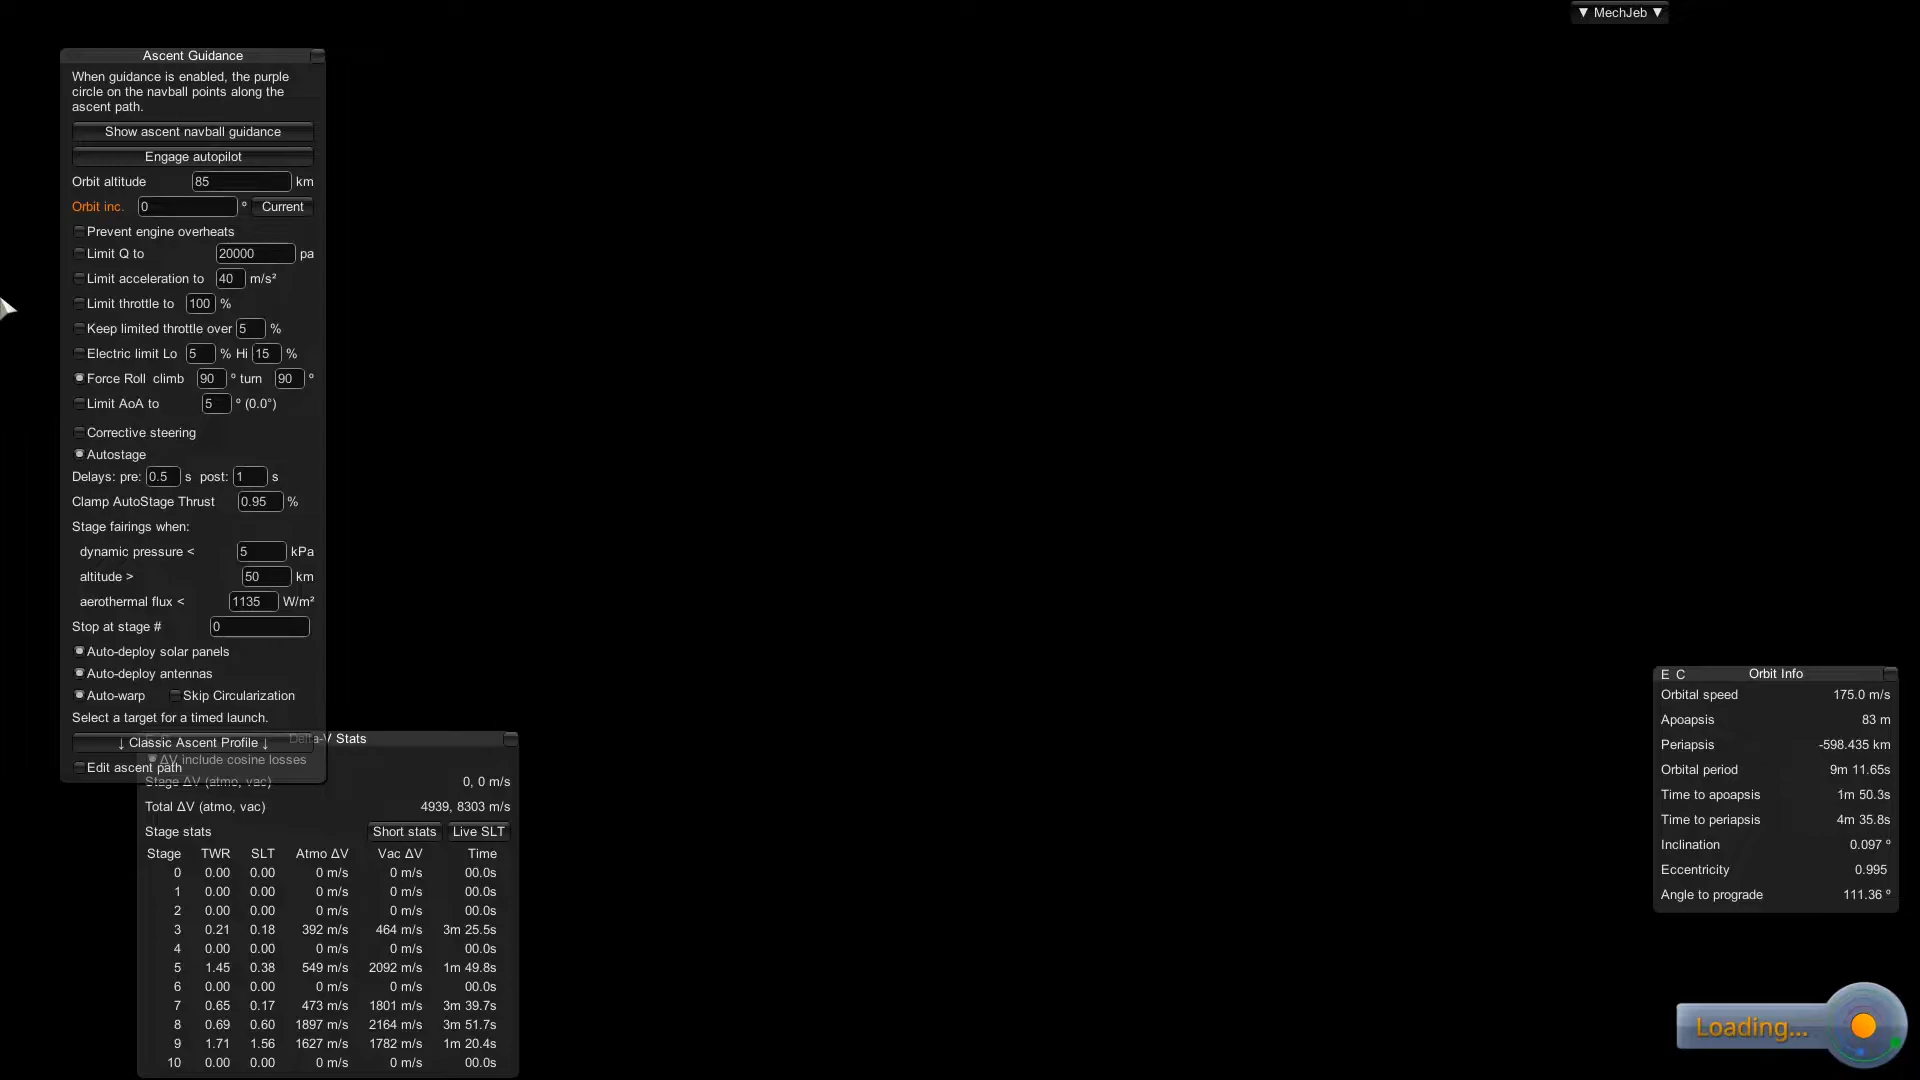 ▼ MechJeb ▼
Ascent Guidance
When guidance is enabled, the purple
circle on the navball points along the
ascent path.
Show ascent navball guidance
Engage autopilot
Orbit altitude 85 km
Orbit inc. 0 º Current
Prevent engine overheats
Limit Q to 20000 pa
Limit acceleration to 40 m/s²
Limit throttle to 100 %
Keep limited throttle over 5 %
Electric limit Lo 5 % Hi 15 %
Force Roll climb 90 º turn 90 º
Limit AoA to 5 º (0.0°)
Corrective steering
Autostage
Delays: pre: 0.5 s post: 1 s
Clamp AutoStage Thrust 0.95 %
Stage fairings when:
dynamic pressure < 5 kPa
altitude > 50 km
aerothermal flux < 1135 W/m²
Stop at stage # 0
Auto-deploy solar panels
Auto-deploy antennas
Auto-warp Skip Circularization
Select a target for a timed launch.
↓ Classic Ascent Profile ↓
Edit ascent path
Delta-V Stats
ΔV include cosine losses
Stage ΔV (atmo, vac) 0, 0 m/s
Total ΔV (atmo, vac) 4939, 8303 m/s
Stage stats Short stats Live SLT
Stage TWR SLT Atmo ΔV Vac ΔV Time
0 0.00 0.00 0 m/s 0 m/s 00.0s
1 0.00 0.00 0 m/s 0 m/s 00.0s
2 0.00 0.00 0 m/s 0 m/s 00.0s
3 0.21 0.18 392 m/s 464 m/s 3m 25.5s
4 0.00 0.00 0 m/s 0 m/s 00.0s
5 1.45 0.38 549 m/s 2092 m/s 1m 49.8s
6 0.00 0.00 0 m/s 0 m/s 00.0s
7 0.65 0.17 473 m/s 1801 m/s 3m 39.7s
8 0.69 0.60 1897 m/s 2164 m/s 3m 51.7s
9 1.71 1.56 1627 m/s 1782 m/s 1m 20.4s
10 0.00 0.00 0 m/s 0 m/s 00.0s
E C Orbit Info
Orbital speed 175.0 m/s
Apoapsis 83 m
Periapsis -598.435 km
Orbital period 9m 11.65s
Time to apoapsis 1m 50.3s
Time to periapsis 4m 35.8s
Inclination 0.097 º
Eccentricity 0.995
Angle to prograde 111.36 º
Loading...